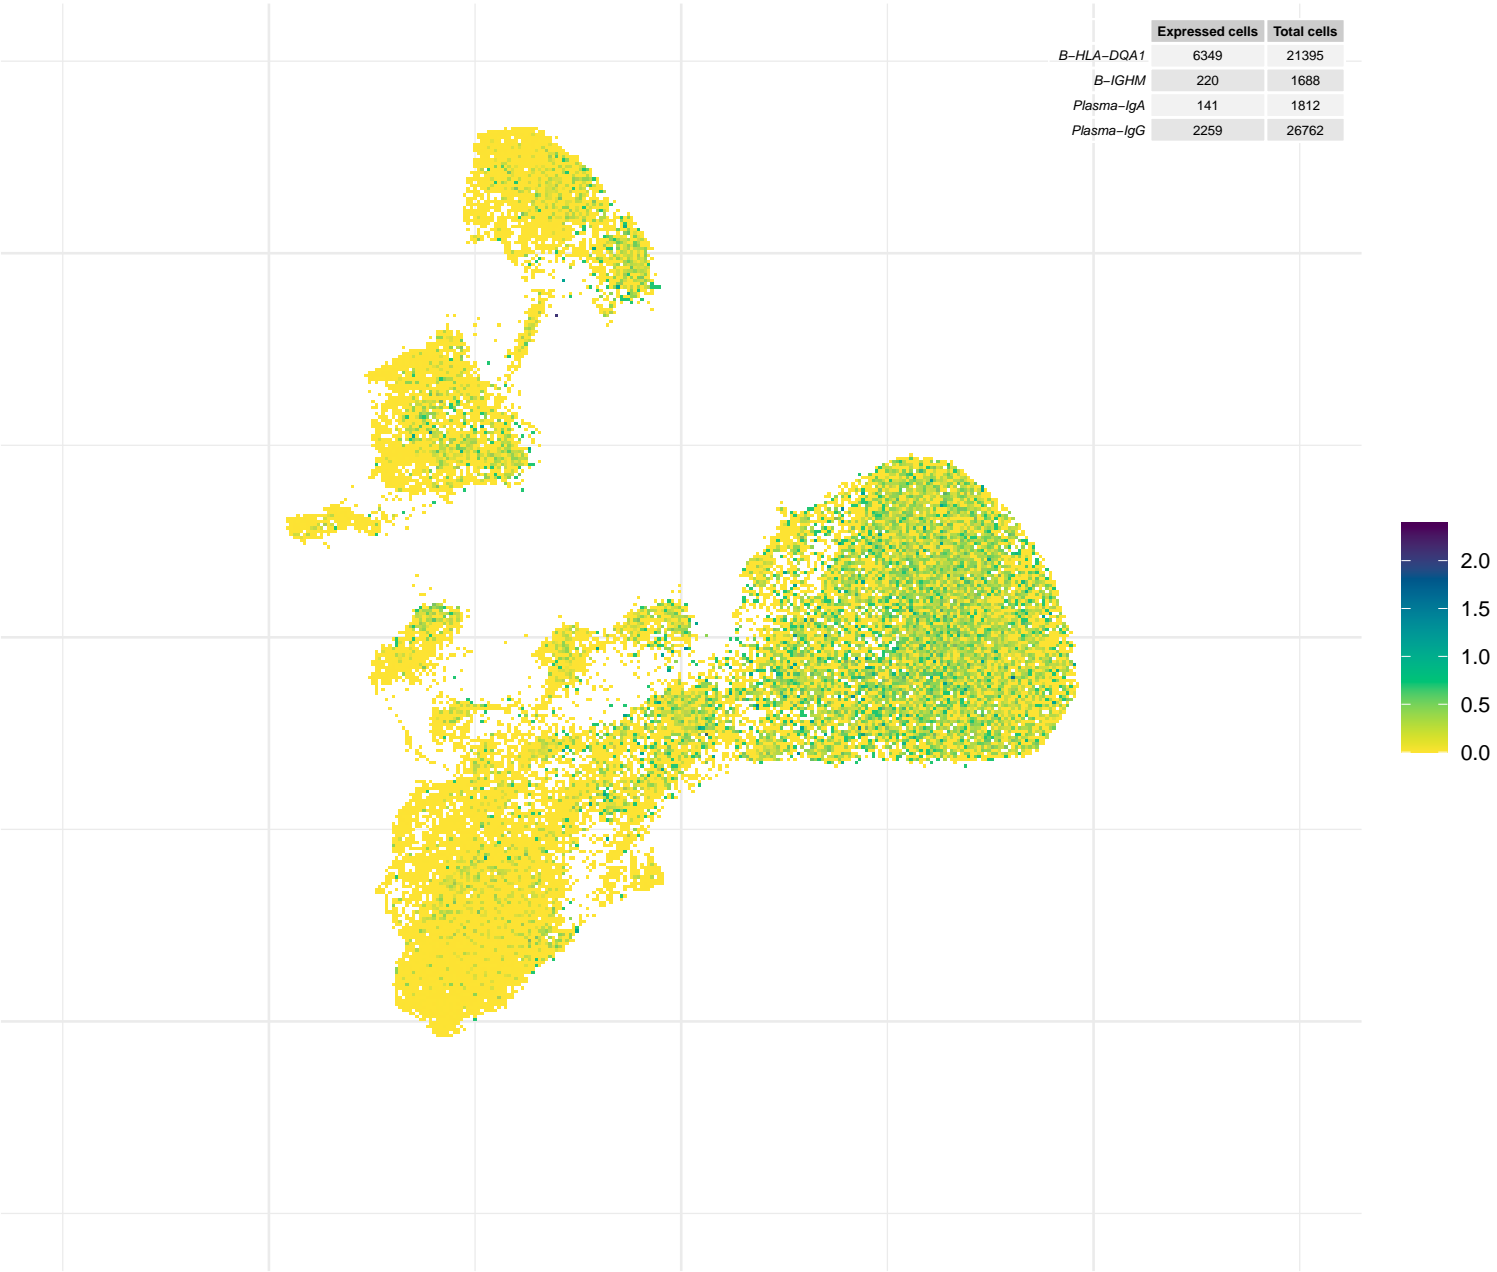 Expressed cells Total cells
B−HLA−DQA1 6349 21395
B−IGHM 220 1688
Plasma−IgA 141 1812
Plasma−IgG 2259 26762
2.0
1.5
1.0
0.5
0.0